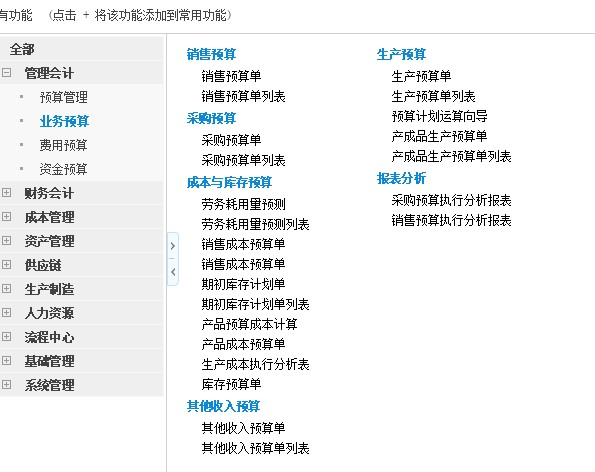 有功能 (点击 + 将该功能添加到常用功能)
全部
管理会计
预算管理
业务预算
费用预算
资金预算
财务会计
成本管理
资产管理
供应链
生产制造
人力资源
流程中心
基础管理
系统管理
销售预算
销售预算单
销售预算单列表
采购预算
采购预算单
采购预算单列表
成本与库存预算
劳务耗用量预测
劳务耗用量预测列表
销售成本预算单
销售成本预算单
期初库存计划单
期初库存计划单列表
产品预算成本计算
产品成本预算单
生产成本执行分析表
库存预算单
其他收入预算
其他收入预算单
其他收入预算单列表
生产预算
生产预算单
生产预算单列表
预算计划运算向导
产成品生产预算单
产成品生产预算单列表
报表分析
采购预算执行分析报表
销售预算执行分析报表